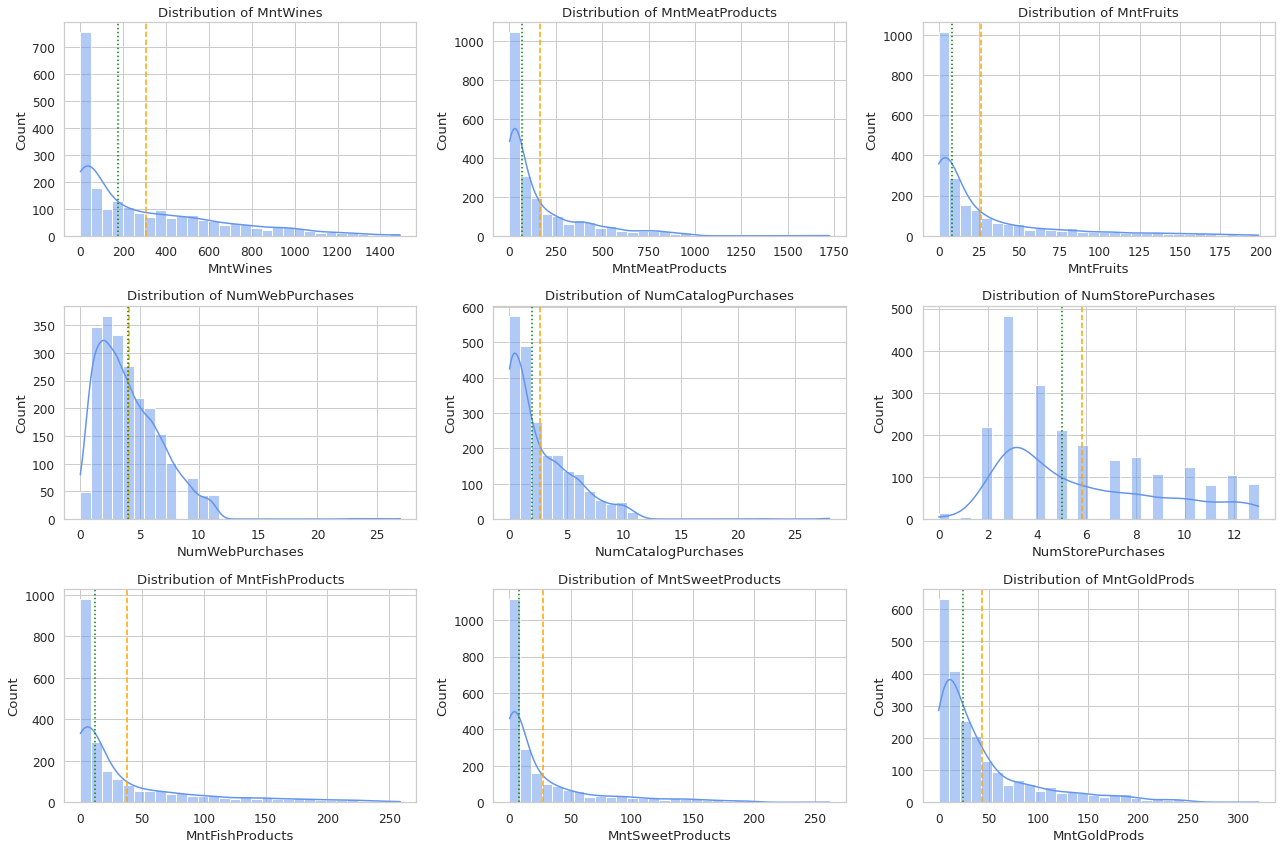 Distribution of MntWines
Distribution of MntMeatProducts
Distribution of MntFruits
Count
700
600
500
400
300
200
100
0
0 200 400 600 800 1000 1200 1400
MntWines
Count
1000
800
600
400
200
0
0 250 500 750 1000 1250 1500 1750
MntMeatProducts
Count
1000
800
600
400
200
0
0 25 50 75 100 125 150 175 200
MntFruits
Distribution of NumWebPurchases
Distribution of NumCatalogPurchases
Distribution of NumStorePurchases
Count
350
300
250
200
150
100
50
0
0 5 10 15 20 25
NumWebPurchases
Count
600
500
400
300
200
100
0
0 5 10 15 20 25
NumCatalogPurchases
Count
500
400
300
200
100
0
0 2 4 6 8 10 12
NumStorePurchases
Distribution of MntFishProducts
Distribution of MntSweetProducts
Distribution of MntGoldProds
Count
1000
800
600
400
200
0
0 50 100 150 200 250
MntFishProducts
Count
1000
800
600
400
200
0
0 50 100 150 200 250
MntSweetProducts
Count
600
500
400
300
200
100
0
0 50 100 150 200 250 300
MntGoldProds